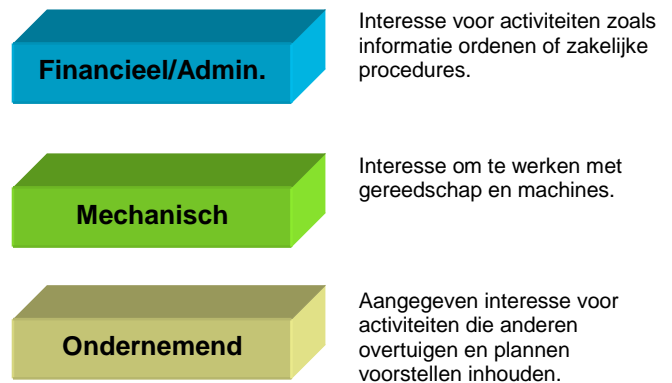 Financieel/Admin.
Interesse voor activiteiten zoals
informatie ordenen of zakelijke
procedures.
Mechanisch
Interesse om te werken met
gereedschap en machines.
Ondernemend
Aangegeven interesse voor
activiteiten die anderen
overtuigen en plannen
voorstellen inhouden.